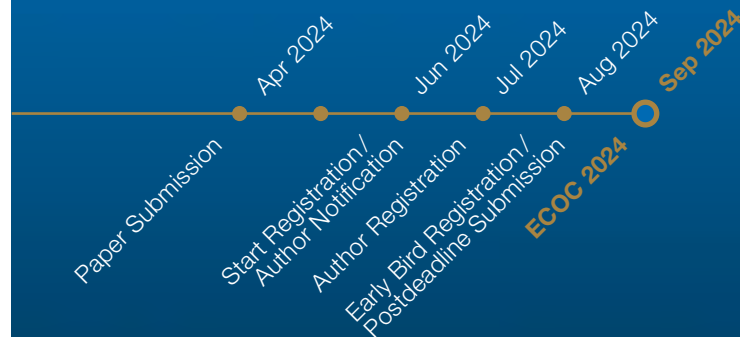 Apr 2024
Jun 2024
Jul 2024
Aug 2024
Sep 2024
Paper Submission
Start Registration/
Author Notification
Author Registration
Early Bird Registration/
Postdeadline Submission
ECOC 2024